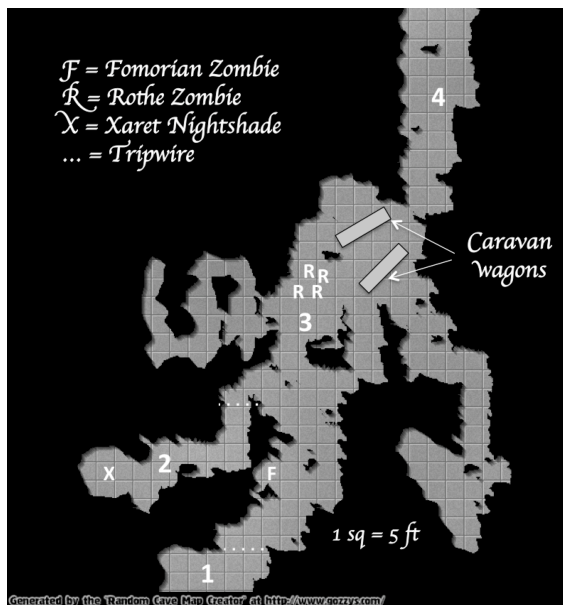 F = Fomorian Zombie
R = Rothe Zombie
X = Xaret Nightshade
... = Tripwire
4
Caravan
wagons
R R
R R
3
X
2
F
1 sq = 5 ft
1
Generated by the "Random Cave Map Creator" at http://www.gozzys.com/